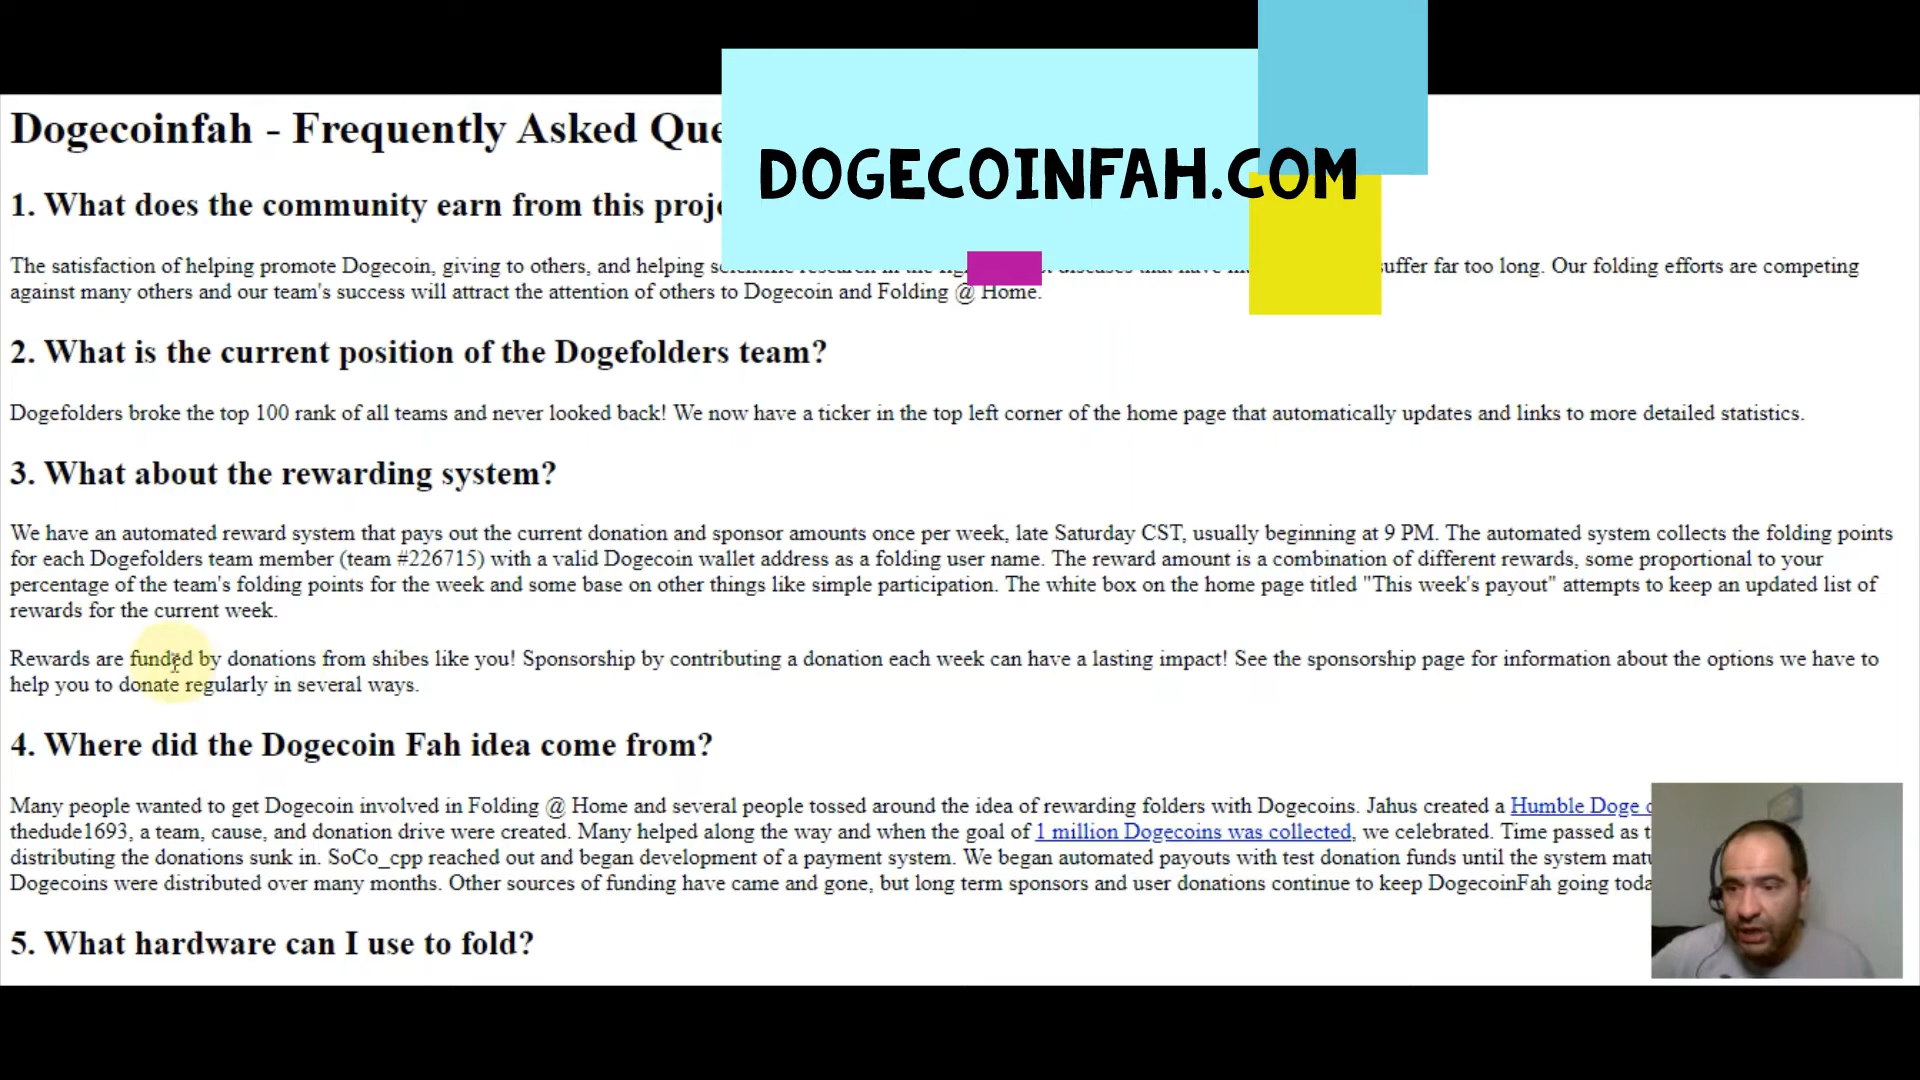 Dogecoinfah - Frequently Asked
DOGECOINFAH.COM
1. What does the community earn from this
The satisfaction of helping promote Dogecoin, giving to others, and helping suffer far too long. Our folding efforts are competing
against many others and our team's success will attract the attention of others to Dogecoin and Folding @ Home.
2. What is the current position of the Dogefolders team?
Dogefolders broke the top 100 rank of all teams and never looked back! We now have a ticker in the top left corner of the home page that automatically updates and links to more detailed statistics.
3. What about the rewarding system?
We have an automated reward system that pays out the current donation and sponsor amounts once per week, late Saturday CST, usually beginning at 9 PM. The automated system collects the folding points
for each Dogefolders team member (team #226715) with a valid Dogecoin wallet address as a folding user name. The reward amount is a combination of different rewards, some proportional to your
percentage of the team's folding points for the week and some base on other things like simple participation. The white box on the home page titled "This week's payout" attempts to keep an updated list of
rewards for the current week.
Rewards are funded by donations from shibes like you! Sponsorship by contributing a donation each week can have a lasting impact! See the sponsorship page for information about the options we have to
help you to donate regularly in several ways.
4. Where did the Dogecoin Fah idea come from?
Many people wanted to get Dogecoin involved in Folding @ Home and several people tossed around the idea of rewarding folders with Dogecoins. Jahus created a Humble Doge
thedude1693, a team, cause, and donation drive were created. Many helped along the way and when the goal of 1 million Dogecoins was collected, we celebrated. Time passed as
distributing the donations sunk in. SoCo_cpp reached out and began development of a payment system. We began automated payouts with test donation funds until the system
Dogecoins were distributed over many months. Other sources of funding have came and gone, but long term sponsors and user donations continue to keep DogecoinFah going
5. What hardware can I use to fold?